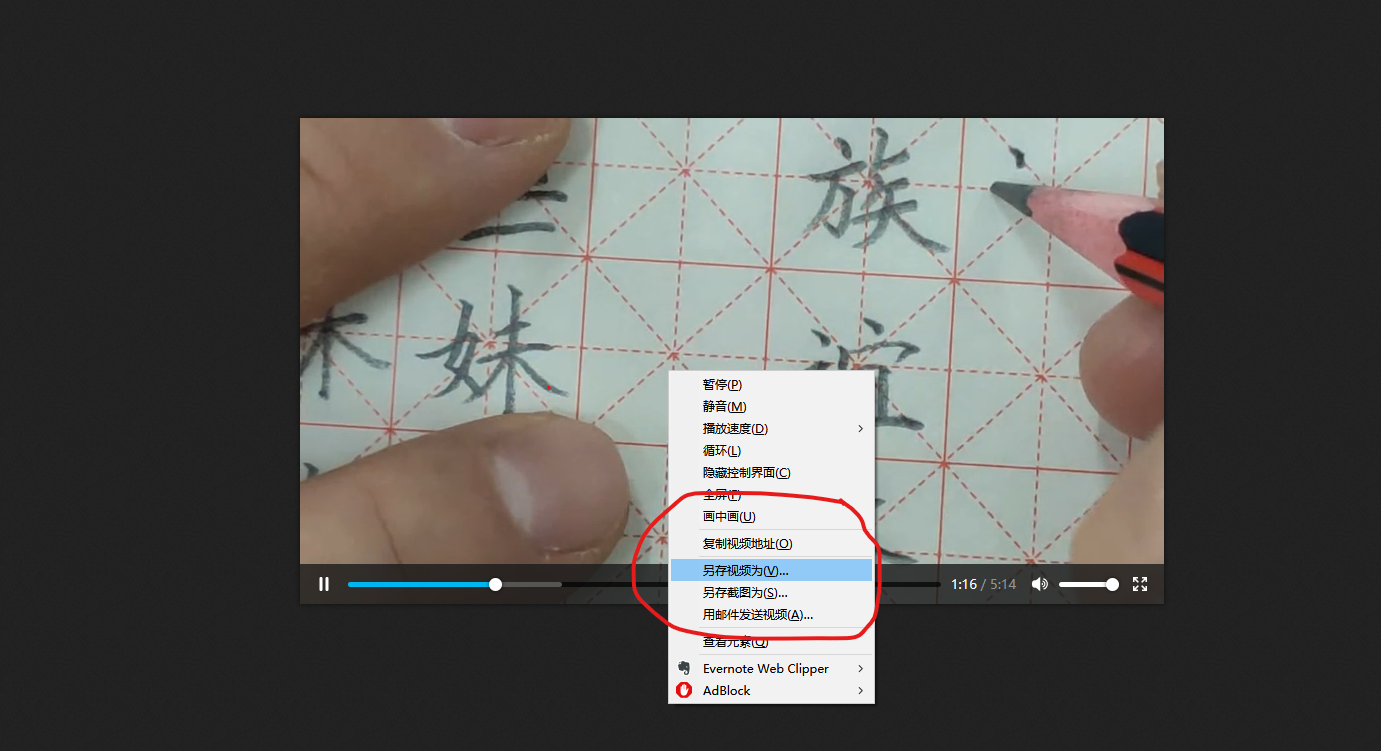 族
妹
谊
暂停(P)
静音(M)
播放速度(D)
循环(L)
隐藏控制界面(C)
全屏(F)
画中画(U)
复制视频地址(O)
另存视频为(V)...
另存截图为(S)...
用邮件发送视频(A)...
查看元素(Q)
1:16 / 5:14
Evernote Web Clipper
AdBlock